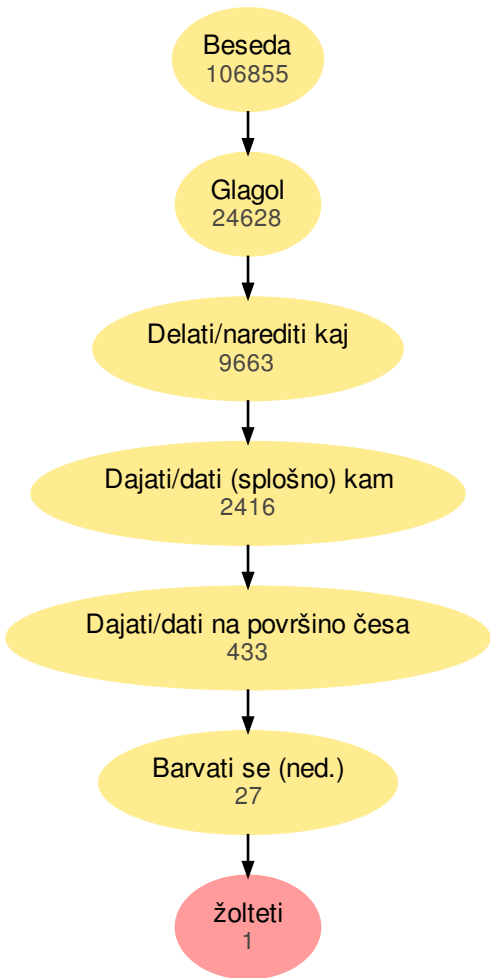 Beseda
106855
Glagol
24628
Delati/narediti kaj
9663
Dajati/dati (splošno) kam
2416
Dajati/dati na površino česa
433
Barvati se (ned.)
27
žolteti
1